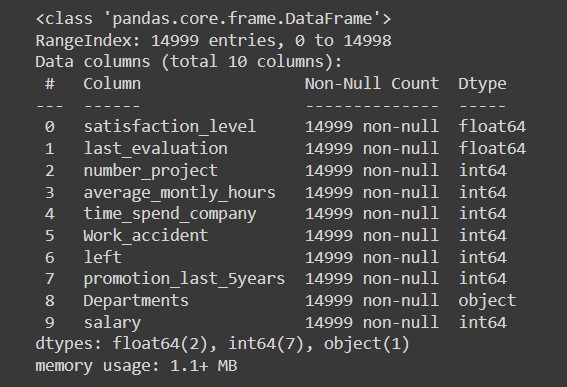 <class 'pandas.core.frame.DataFrame'>
RangeIndex: 14999 entries, 0 to 14998
Data columns (total 10 columns):
 #   Column                 Non-Null Count  Dtype
---  ------                 --------------  -----
 0   satisfaction_level     14999 non-null  float64
 1   last_evaluation        14999 non-null  float64
 2   number_project         14999 non-null  int64
 3   average_montly_hours   14999 non-null  int64
 4   time_spend_company     14999 non-null  int64
 5   Work_accident          14999 non-null  int64
 6   left                   14999 non-null  int64
 7   promotion_last_5years  14999 non-null  int64
 8   Departments            14999 non-null  object
 9   salary                 14999 non-null  int64
dtypes: float64(2), int64(7), object(1)
memory usage: 1.1+ MB